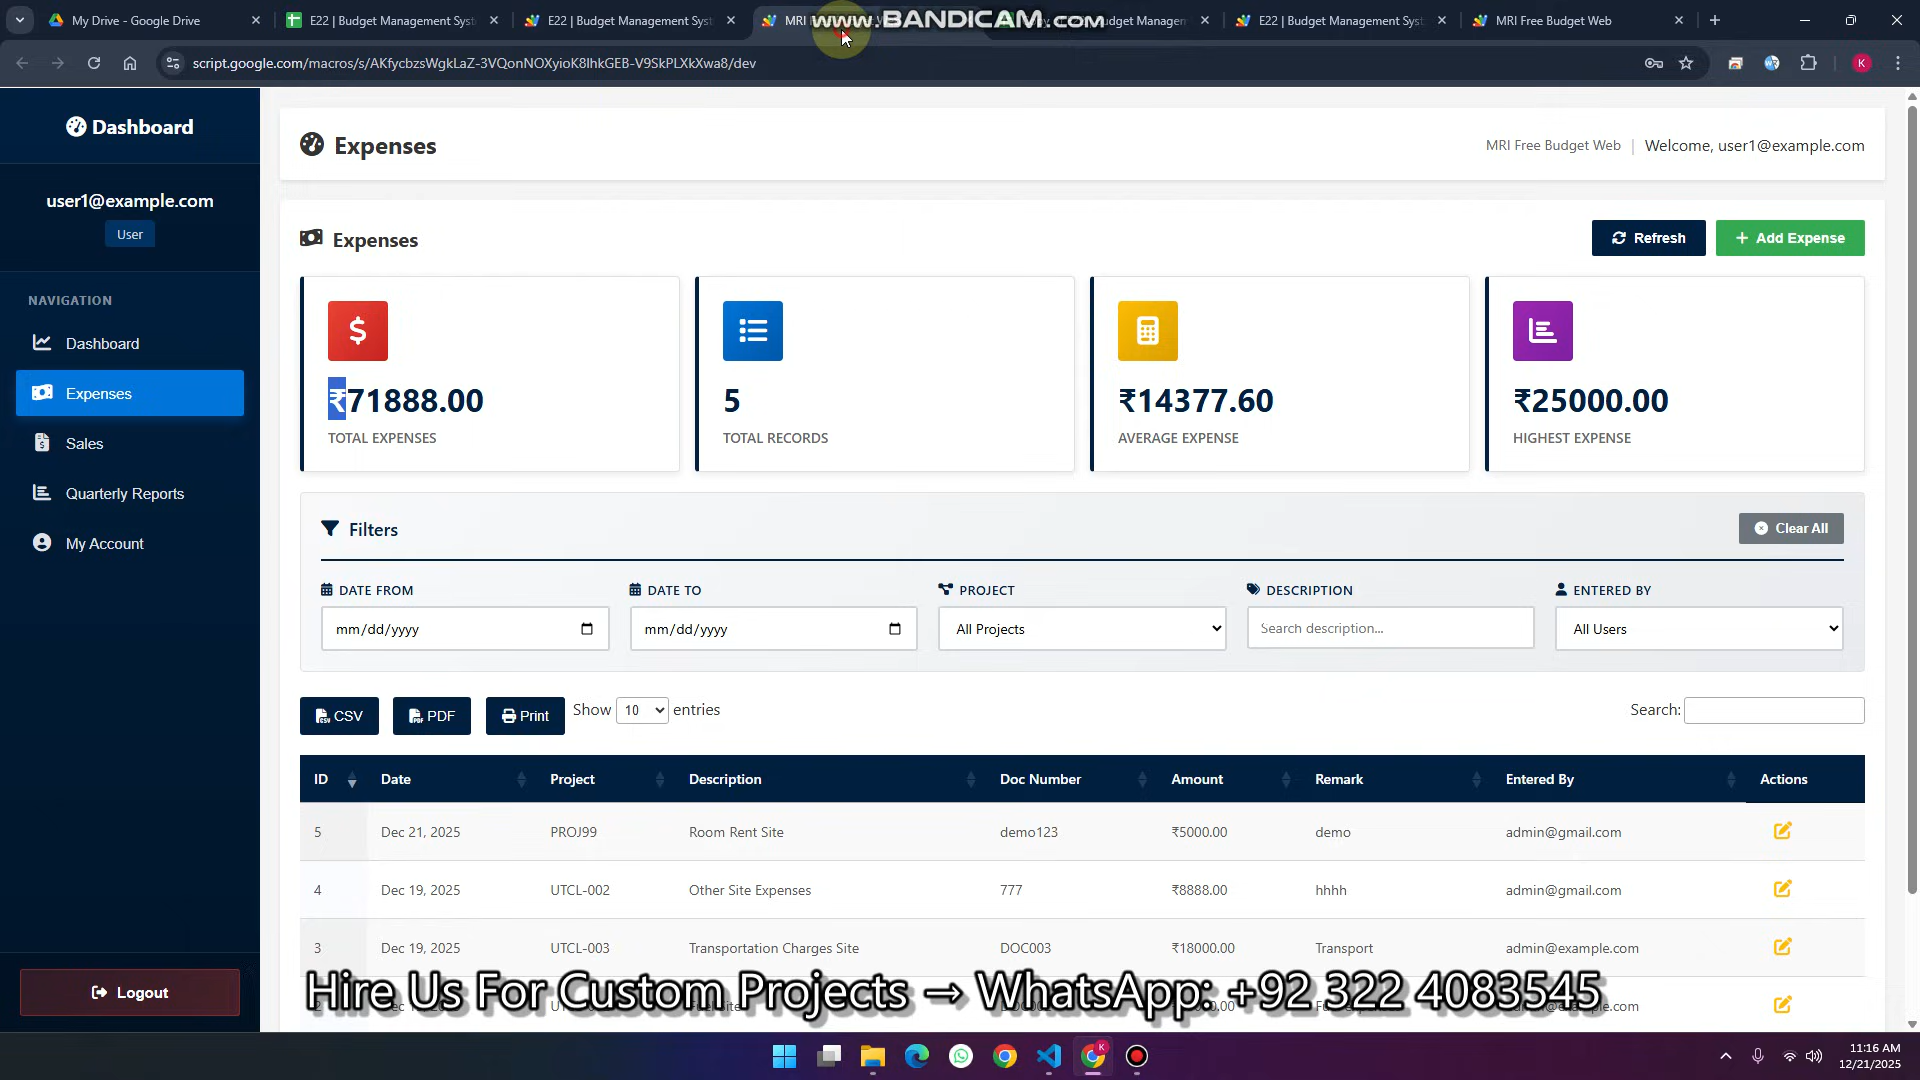 My Drive - Google Drive
E22 | Budget Management Syst
E22 | Budget Management Syst
MRI
www.BANDICAM.com
udget Managem
E22 | Budget Management Syst
MRI Free Budget Web
script.google.com/macros/s/AKfycbzsWgkLaZ-3VQonNOXyioK8lhkGEB-V9SkPLXkXwa8/dev
K
Dashboard
user1@example.com
User
NAVIGATION
Dashboard
Expenses
Sales
Quarterly Reports
My Account
Logout
Expenses
MRI Free Budget Web | Welcome, user1@example.com
Expenses
Refresh
+ Add Expense
₹71888.00
TOTAL EXPENSES
5
TOTAL RECORDS
₹14377.60
AVERAGE EXPENSE
₹25000.00
HIGHEST EXPENSE
Filters
Clear All
DATE FROM
DATE TO
PROJECT
DESCRIPTION
ENTERED BY
mm/dd/yyyy
mm/dd/yyyy
All Projects
Search description...
All Users
CSV
PDF
Print
Show 10 entries
Search:
ID Date Project Description Doc Number Amount Remark Entered By Actions
5 Dec 21, 2025 PROJ99 Room Rent Site demo123 ₹5000.00 demo admin@gmail.com
4 Dec 19, 2025 UTCL-002 Other Site Expenses 777 ₹8888.00 hhhh admin@gmail.com
3 Dec 19, 2025 UTCL-003 Transportation Charges Site DOC003 ₹18000.00 Transport admin@example.com
Hire Us For Custom Projects → WhatsApp: +92 322 4083545
11:16 AM
12/21/2025